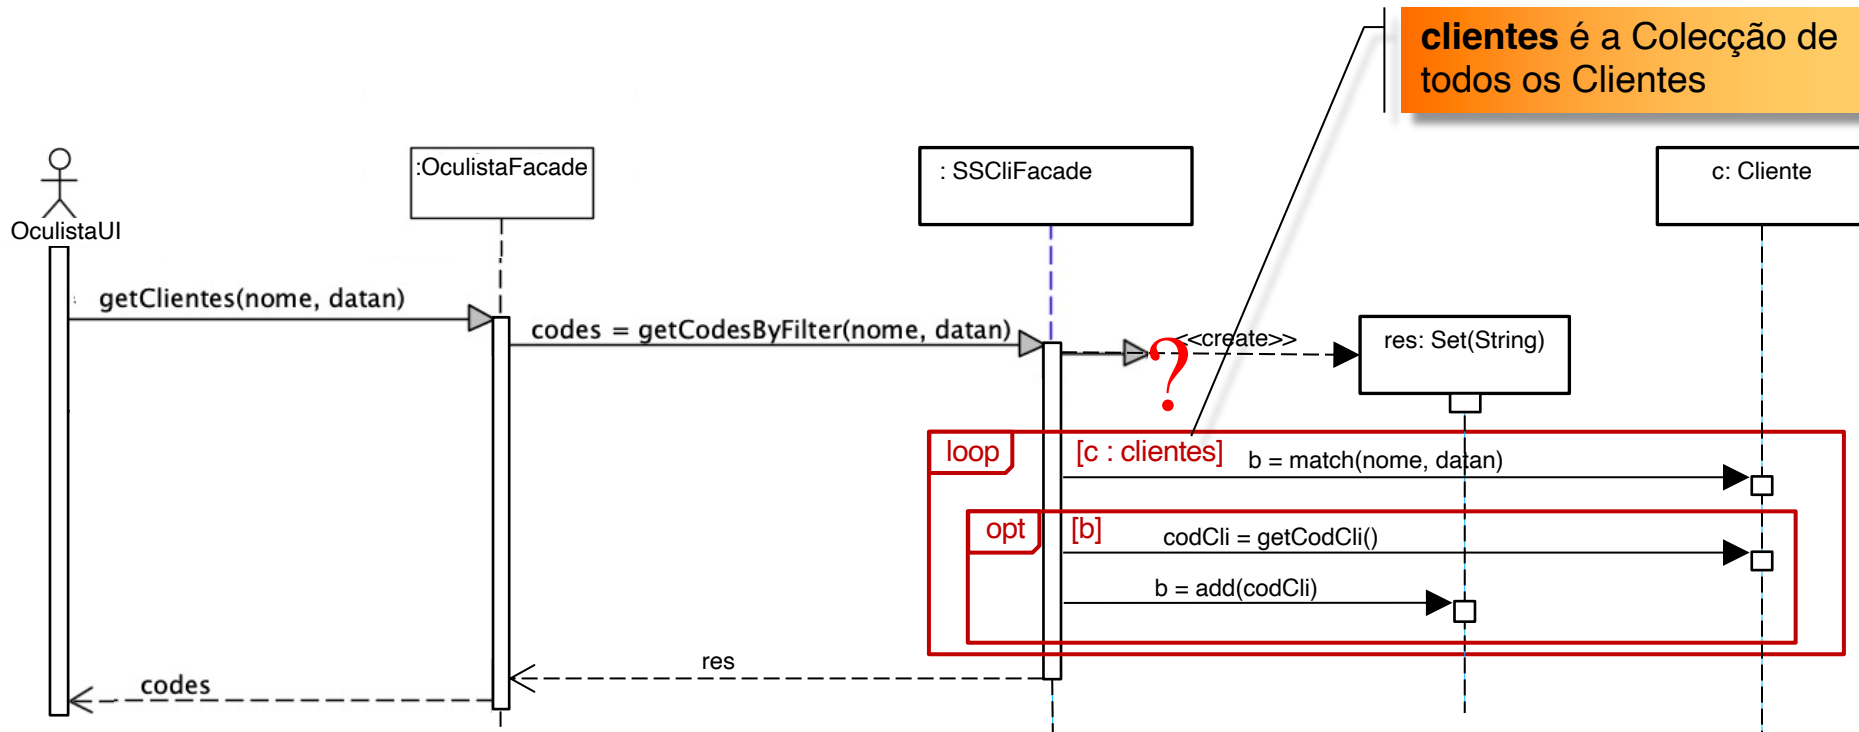 clientes é a Colecção de
todos os Clientes
:OculistaFacade
: SSCliFacade
c: Cliente
OculistaUI
getClientes(nome, datan)
codes = getCodesByFilter(nome, datan)
?
<<create>>
res: Set(String)
loop
[c : clientes]
b = match(nome, datan)
opt
[b]
codCli = getCodCli()
b = add(codCli)
res
codes